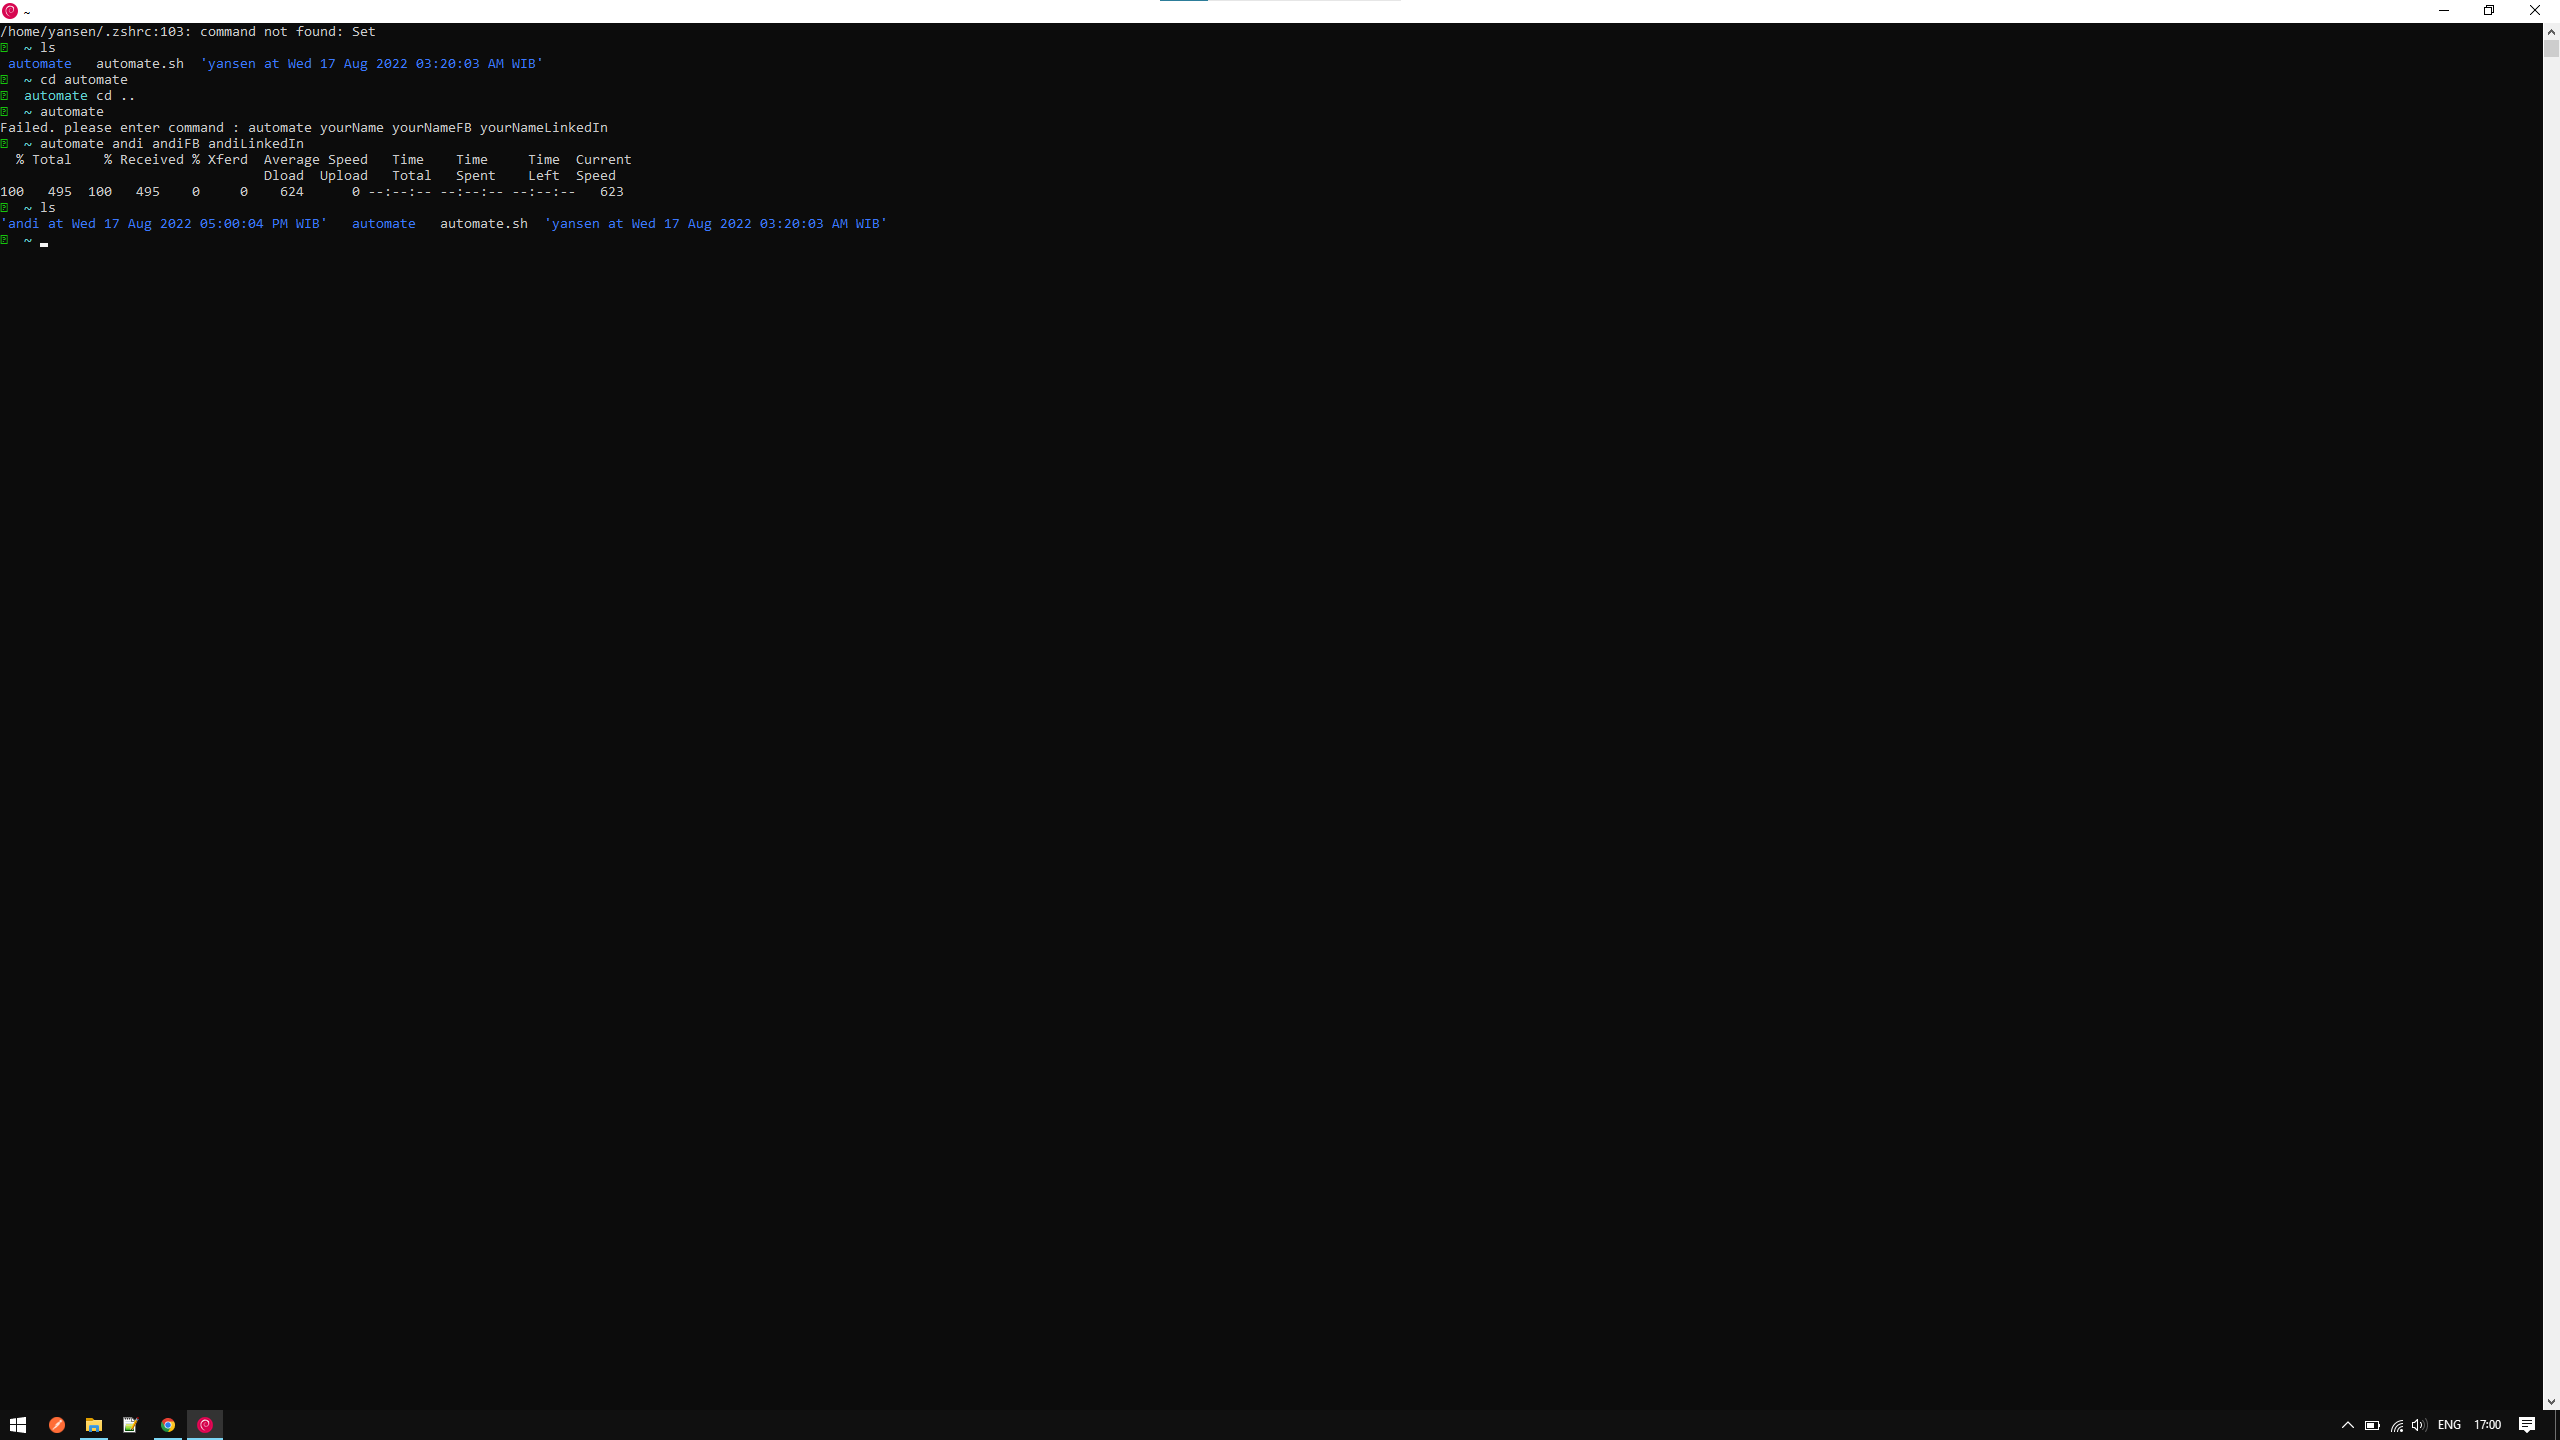 ~
/home/yansen/.zshrc:103: command not found: Set
~ ls
automate   automate.sh  'yansen at Wed 17 Aug 2022 03:20:03 AM WIB'
~ cd automate
automate cd ..
~ automate
Failed. please enter command : automate yourName yourNameFB yourNameLinkedIn
~ automate andi andiFB andiLinkedIn
% Total    % Received % Xferd  Average Speed   Time    Time     Time  Current
Dload  Upload   Total   Spent    Left  Speed
100   495  100   495    0     0    624      0 --:--:-- --:--:-- --:--:--   623
~ ls
'andi at Wed 17 Aug 2022 05:00:04 PM WIB'   automate   automate.sh  'yansen at Wed 17 Aug 2022 03:20:03 AM WIB'
~
ENG 17:00